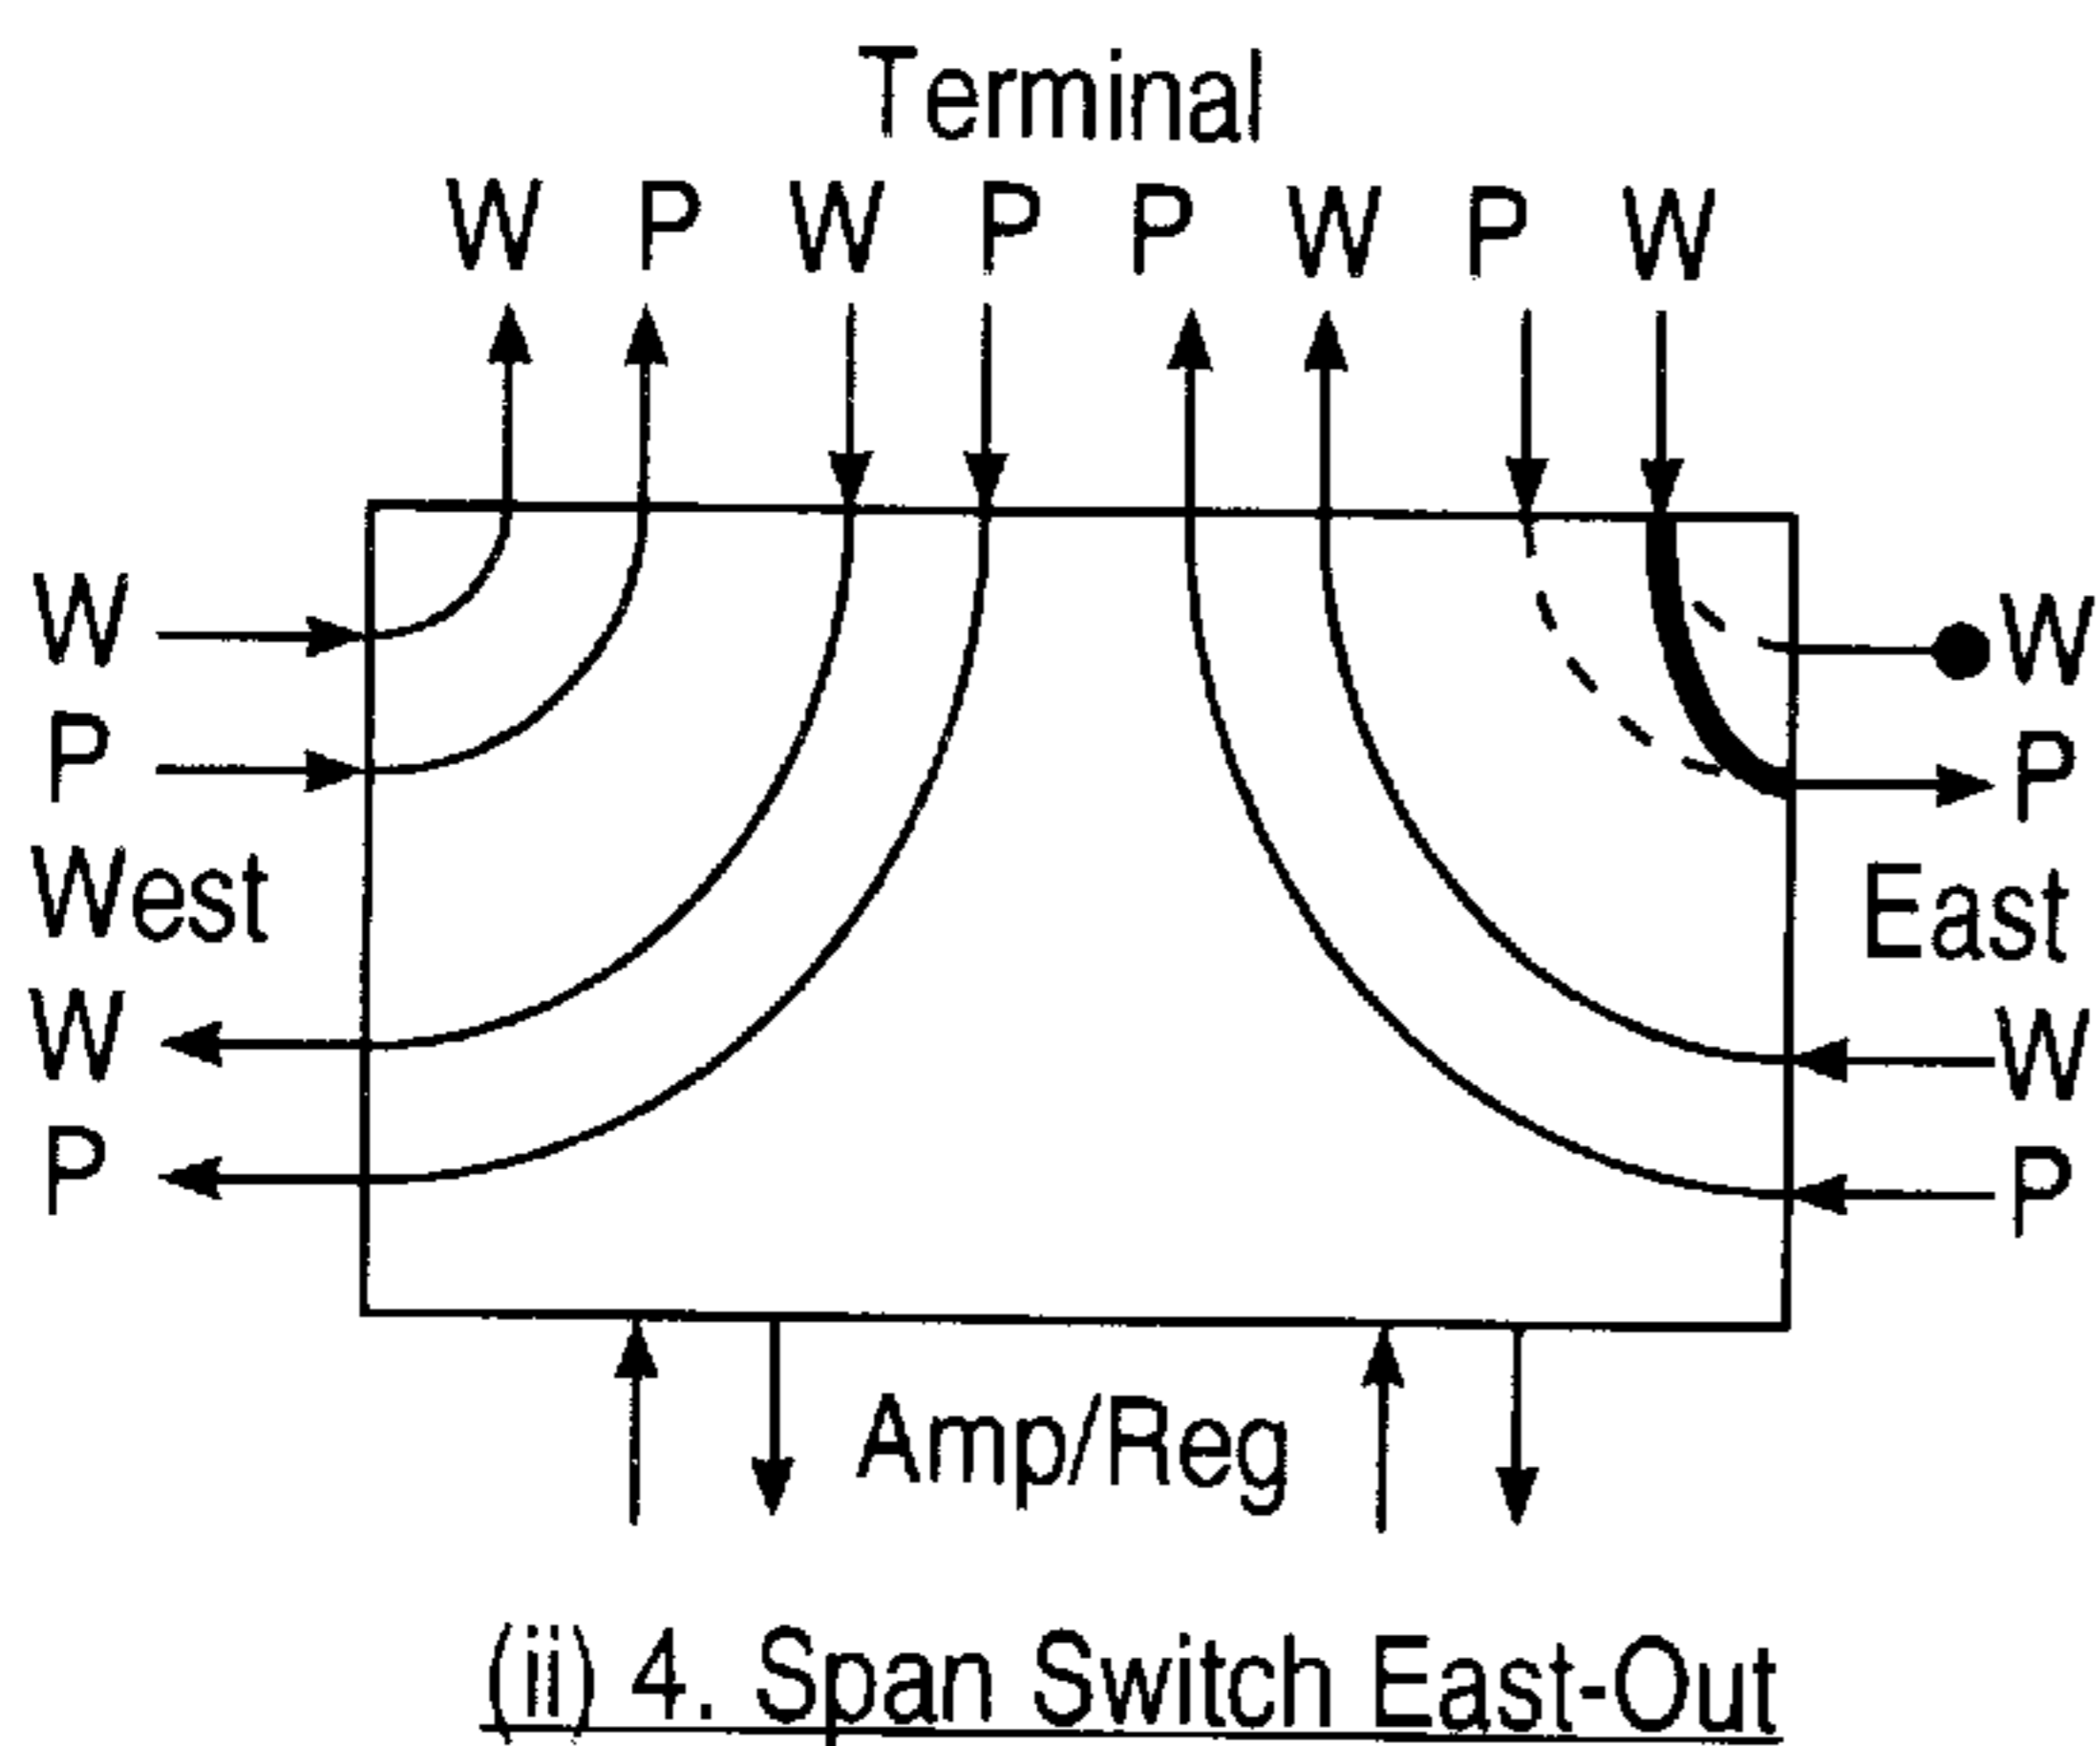 Terminal
W P W P P W P W
W W
P P
West East
W W
P P
Amp/Reg
(ii) 4. Span Switch East-Out